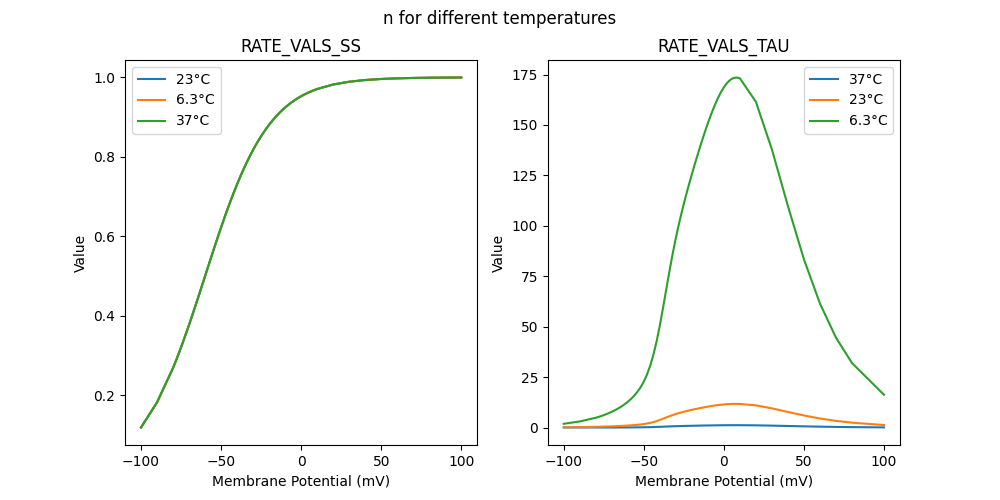 n for different temperatures
RATE_VALS_SS
1.0
0.8
0.6
0.4
0.2
Value
23°C
6.3°C
37°C
−100
−50
0
50
100
Membrane Potential (mV)
RATE_VALS_TAU
175
150
125
100
75
50
25
0
Value
37°C
23°C
6.3°C
−100
−50
0
50
100
Membrane Potential (mV)